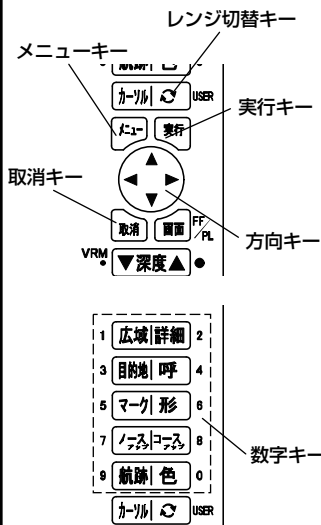 レンジ切替キー
メニューキー
航跡 色
カーソル USER
メニュー 実行
実行キー
取消キー
取消 画面 FF/PL
方向キー
VRM ▼深度▲
1 広域 詳細 2
3 目的地 呼 4
5 マーク 形 6
7 ノースアップ コースアップ 8
数字キー
9 航跡 色 0
カーソル USER